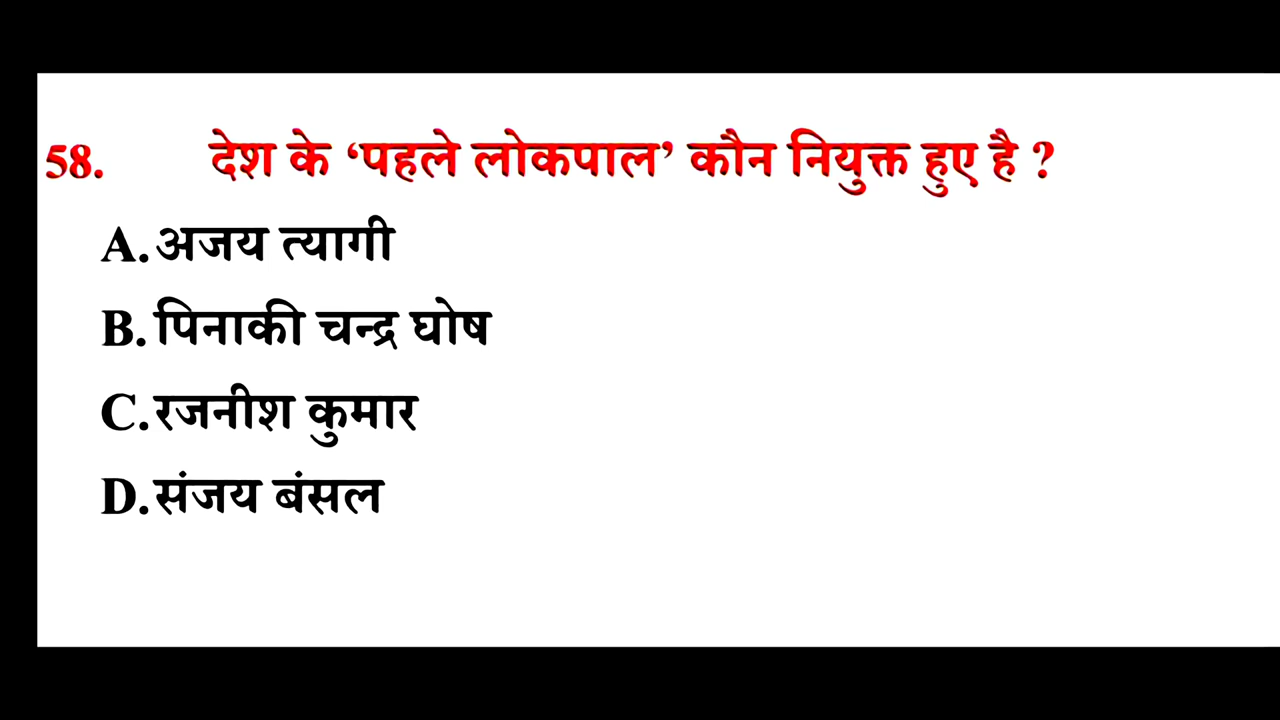 58. देश के ‘पहले लोकपाल’ कौन नियुक्त हुए है ?
A. अजय त्यागी
B. पिनाकी चन्द्र घोष
C. रजनीश कुमार
D. संजय बंसल